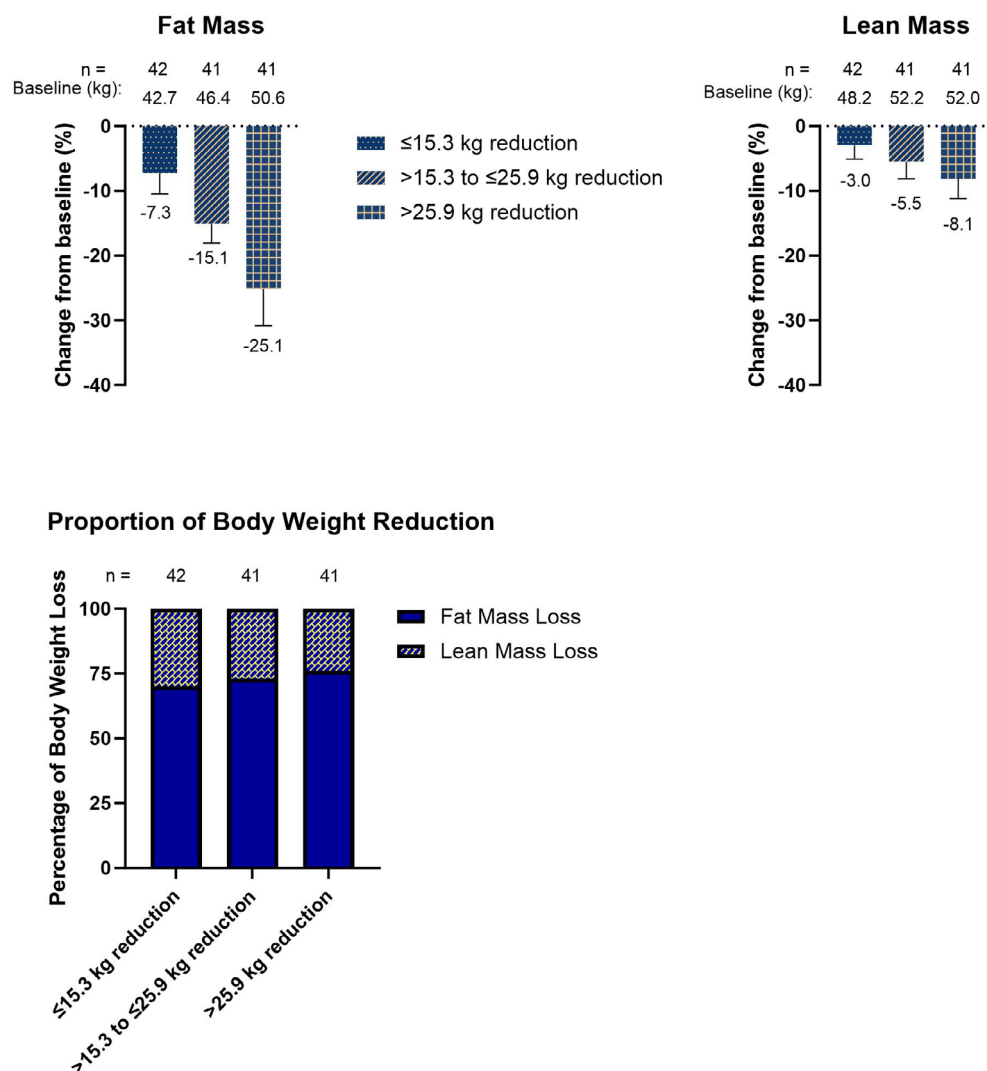 Fat Mass
n = 42 41 41
Baseline (kg): 42.7 46.4 50.6
Change from baseline (%)
0
-10
-20
-30
-40
-7.3
-15.1
-25.1
≤15.3 kg reduction
>15.3 to ≤25.9 kg reduction
>25.9 kg reduction
Lean Mass
n = 42 41 41
Baseline (kg): 48.2 52.2 52.0
Change from baseline (%)
0
-10
-20
-30
-40
-3.0
-5.5
-8.1
Proportion of Body Weight Reduction
n = 42 41 41
Percentage of Body Weight Loss
100
75
50
25
0
Fat Mass Loss
Lean Mass Loss
≤15.3 kg reduction
>15.3 to ≤25.9 kg reduction
>25.9 kg reduction